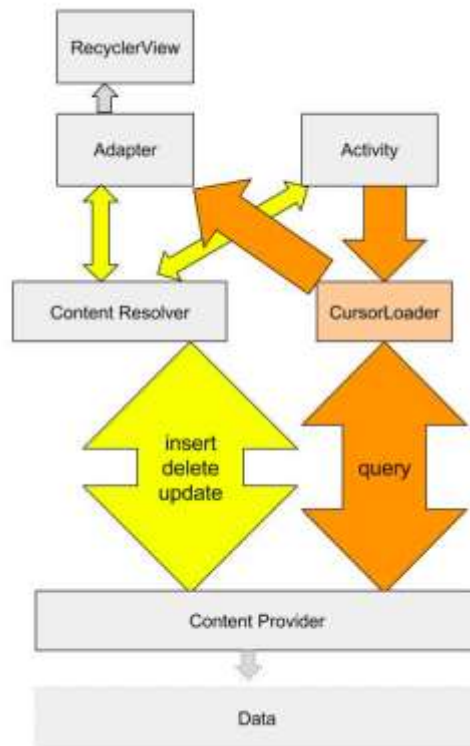 RecyclerView
Adapter
Activity
Content Resolver
CursorLoader
insert
delete
update
query
Content Provider
Data